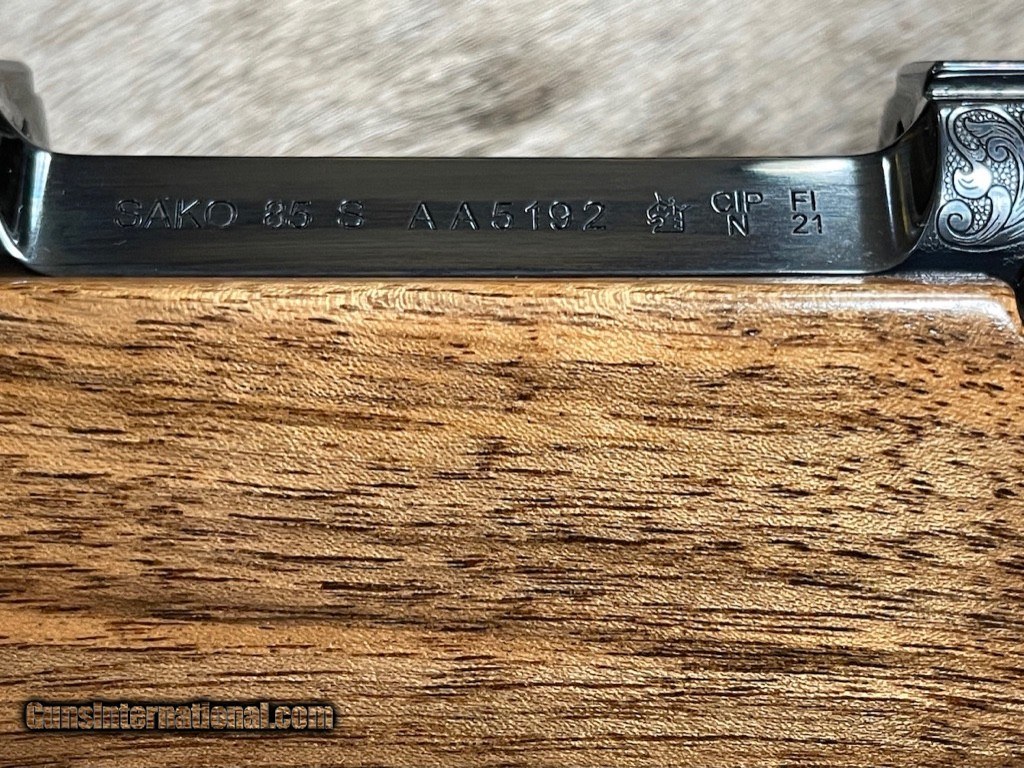 SAKO 85 S AA5192 CIP FI
N 21
GunsInternational.com